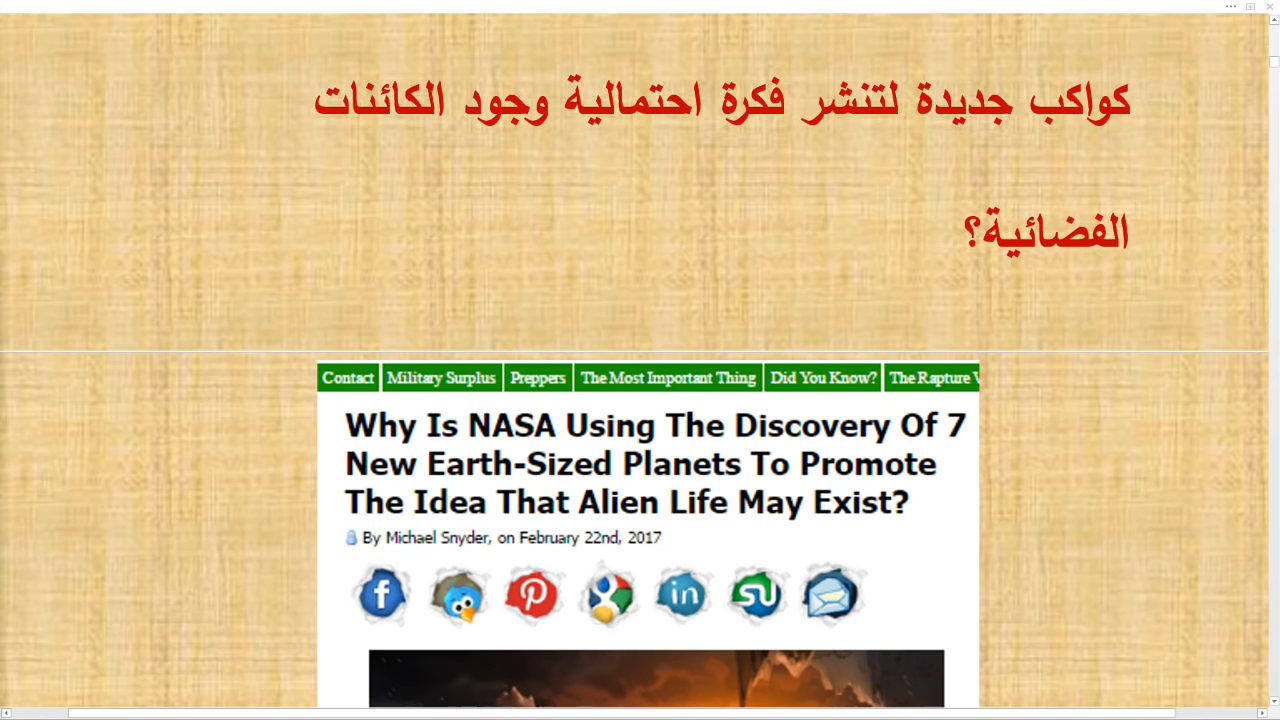 كواكب جديدة لتنشر فكرة احتمالية وجود الكائنات
الفضائية؟
Contact Military Surplus Preppers The Most Important Thing Did You Know? The Rapture
Why Is NASA Using The Discovery Of 7
New Earth-Sized Planets To Promote
The Idea That Alien Life May Exist?
By Michael Snyder, on February 22nd, 2017